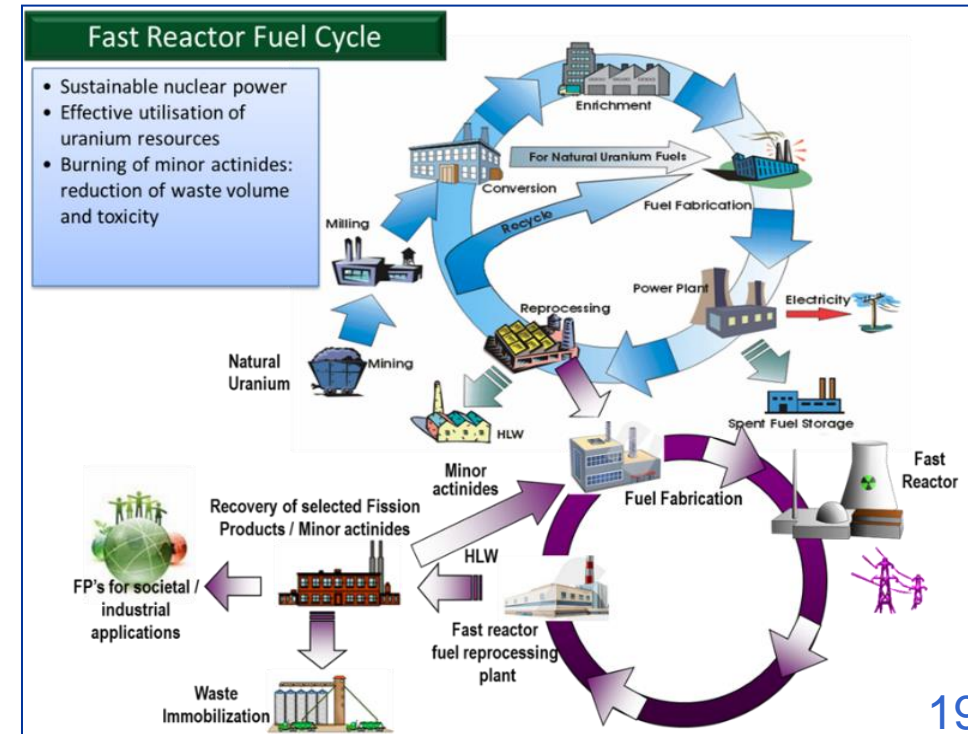 Fast Reactor Fuel Cycle
• Sustainable nuclear power
• Effective utilisation of
uranium resources
• Burning of minor actinides:
reduction of waste volume
and toxicity
Enrichment
For Natural Uranium Fuels
Conversion
Fuel Fabrication
Recycle
Milling
Power Plant
Electricity
Reprocessing
Natural
Uranium
Mining
Spent Fuel Storage
HLW
Minor
actinides
Fuel Fabrication
Fast
Reactor
Recovery of selected Fission
Products / Minor actinides
HLW
FP's for societal /
industrial
applications
Fast reactor
fuel reprocessing
plant
Waste
Immobilization
19